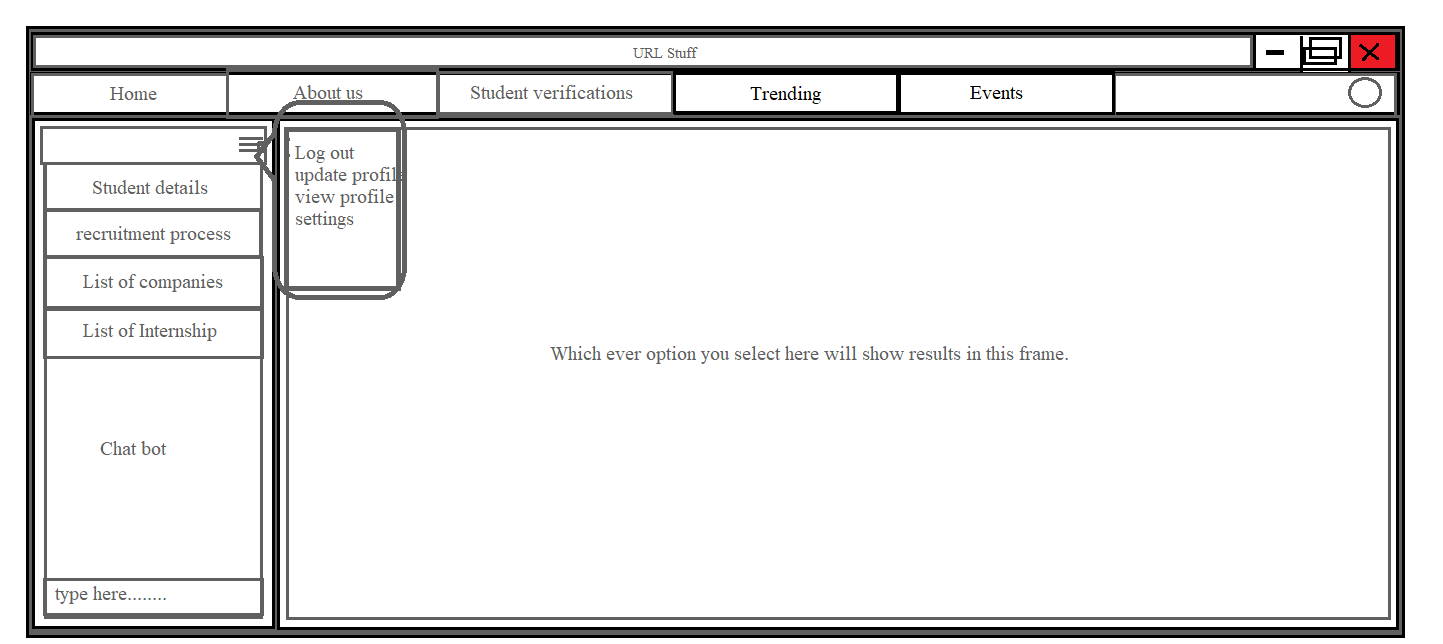 URL Stuff
Home
About us
Student verifications
Trending
Events
Student details
recruitment process
List of companies
List of Internship
Chat bot
type here........
Log out
update profile
view profile
settings
Which ever option you select here will show results in this frame.